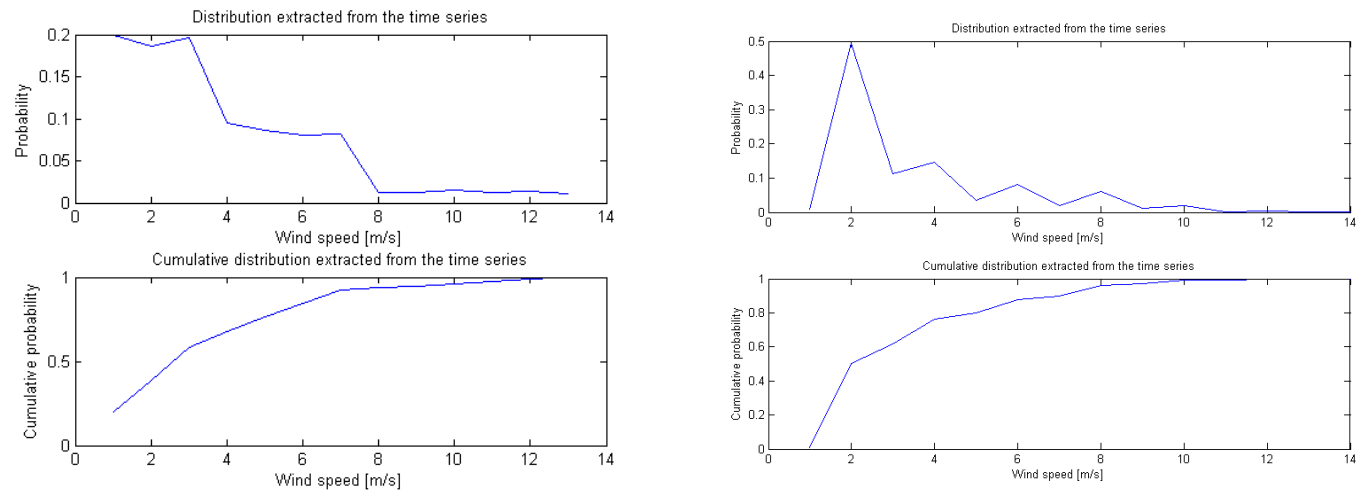 Distribution extracted from the time series
0.2
0.15
0.1
0.05
0
Probability
0 2 4 6 8 10 12 14
Wind speed [m/s]
Cumulative distribution extracted from the time series
1
0.5
0
Cumulative probability
0 2 4 6 8 10 12 14
Wind speed [m/s]
Distribution extracted from the time series
0.5
0.4
0.3
0.2
0.1
0
Probability
0 2 4 6 8 10 12 14
Wind speed [m/s]
Cumulative distribution extracted from the time series
1
0.8
0.6
0.4
0.2
0
Cumulative probability
0 2 4 6 8 10 12 14
Wind speed [m/s]